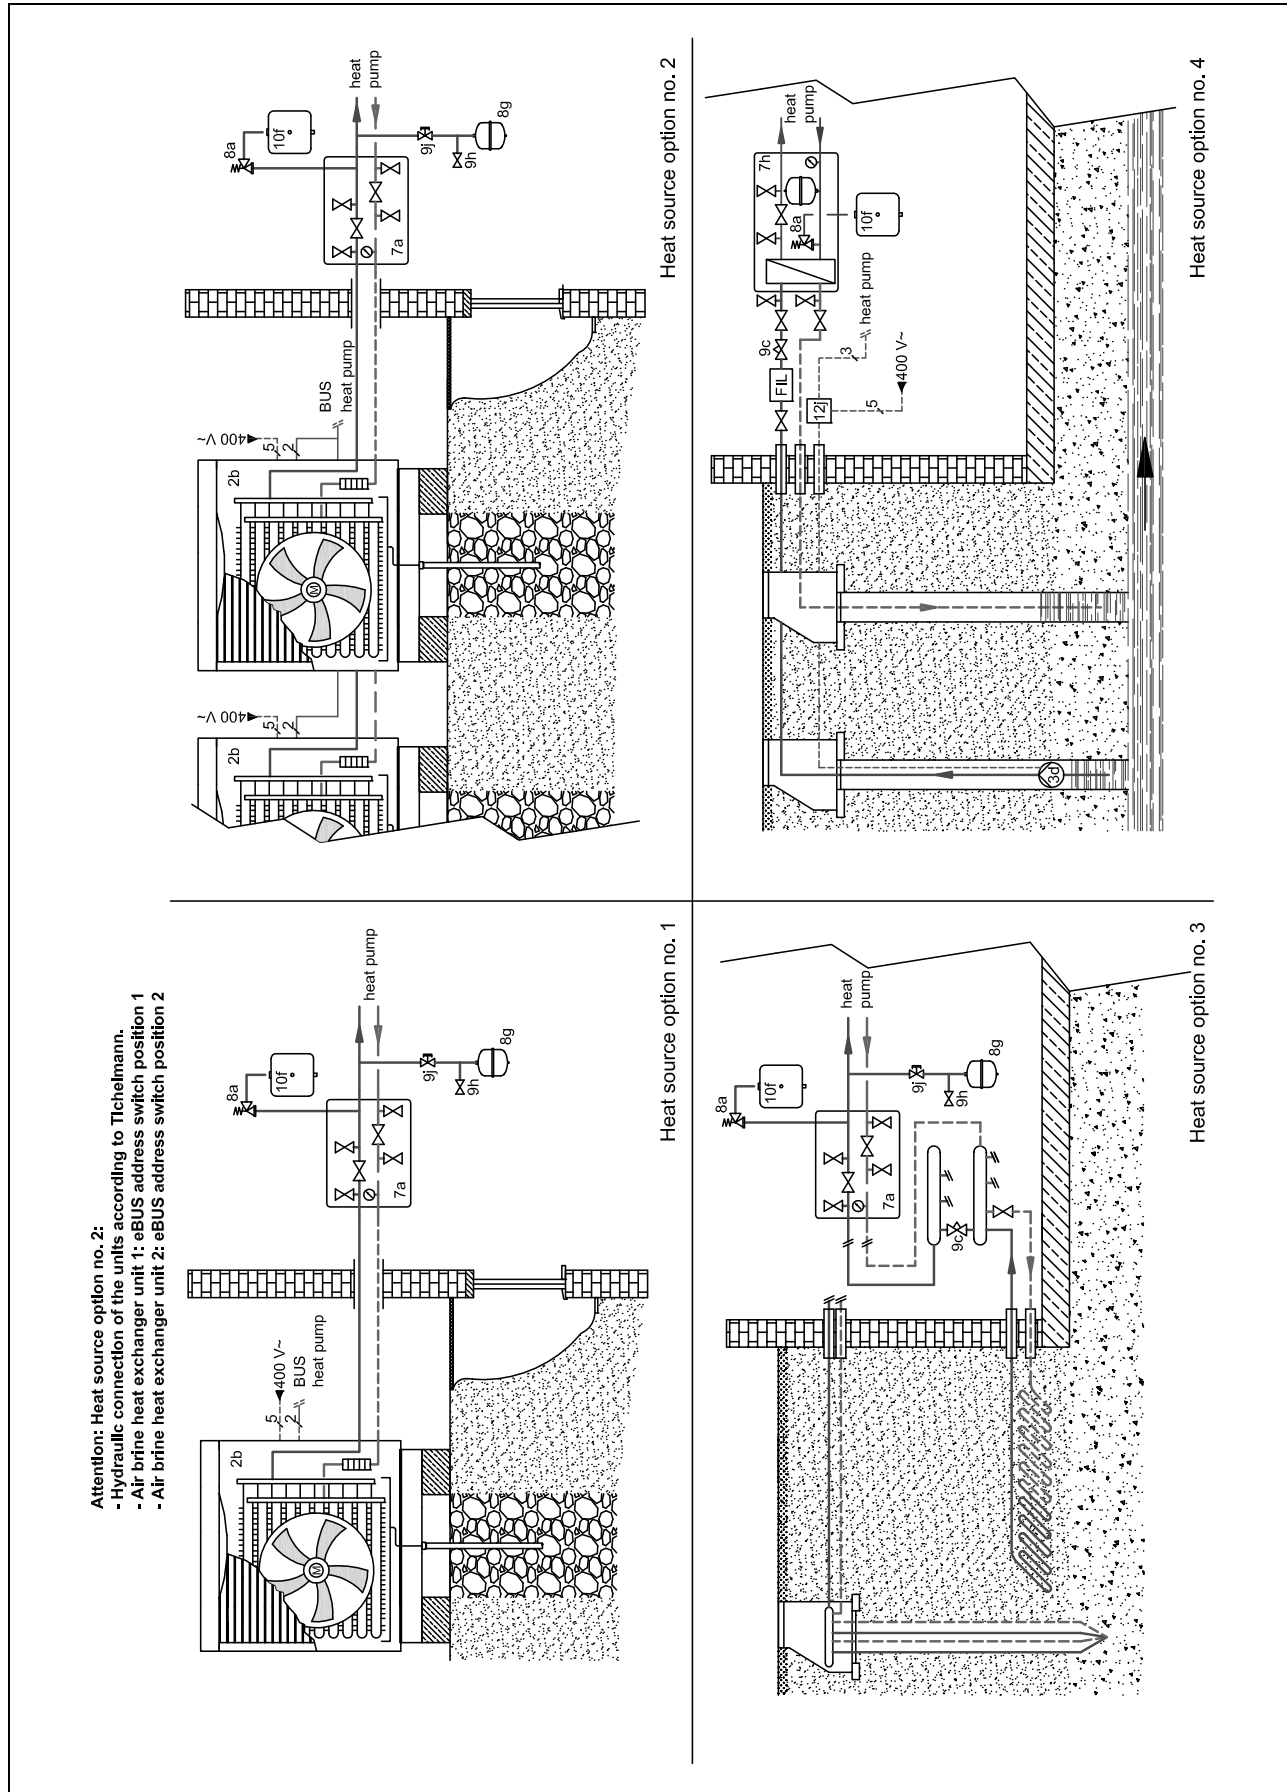 Attention: Heat source option no. 2:
- Hydraulic connection of the units according to Tichelmann.
- Air brine heat exchanger unit 1: eBUS address switch position 1
- Air brine heat exchanger unit 2: eBUS address switch position 2
2b
M
5
400 V~
2
BUS
heat pump
7a
8a
10f
heat pump
9j
9h
8g
Heat source option no. 1
2b
400 V~
5
2
2b
M
400 V~
5
2
BUS
heat pump
7a
8a
10f
heat
pump
9j
9h
8g
Heat source option no. 2
9c
7a
8a
10f
heat
pump
9j
9h
8g
Heat source option no. 3
3d
FIL
9c
12j
5
400 V~
3
heat pump
7h
8a
10f
heat
pump
Heat source option no. 4